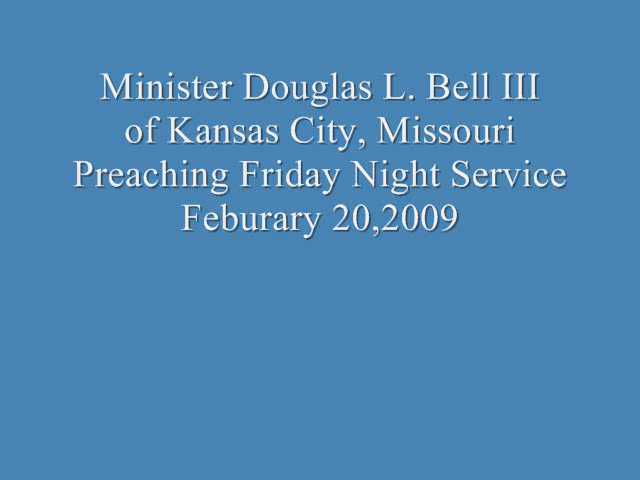 Minister Douglas L. Bell III
of Kansas City, Missouri
Preaching Friday Night Service
Feburary 20,2009